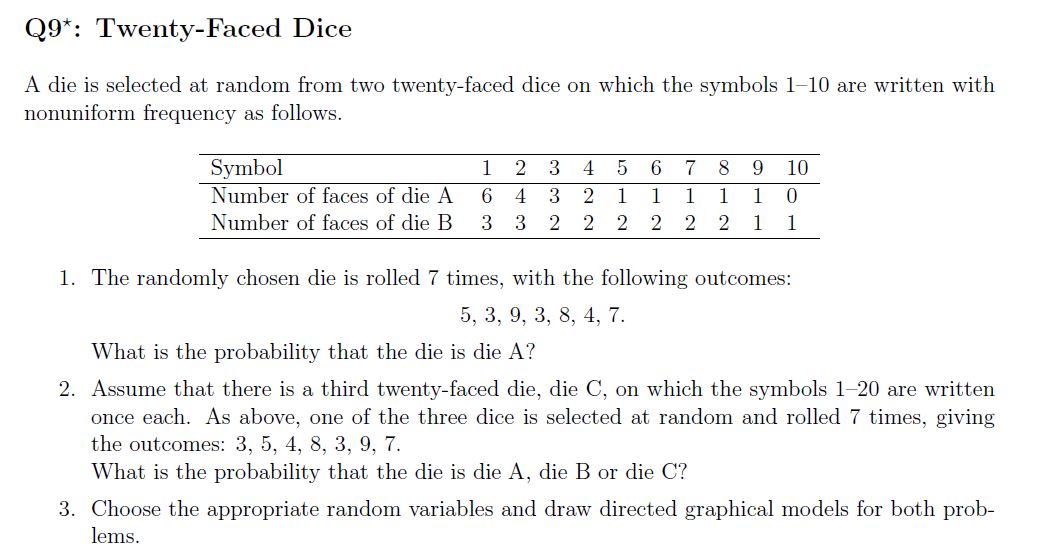 Q9*: Twenty-Faced Dice
A die is selected at random from two twenty-faced dice on which the symbols 1–10 are written with
nonuniform frequency as follows.
Symbol 1 2 3 4 5 6 7 8 9 10
Number of faces of die A 6 4 3 2 1 1 1 1 1 0
Number of faces of die B 3 3 2 2 2 2 2 2 1 1
1. The randomly chosen die is rolled 7 times, with the following outcomes:
5, 3, 9, 3, 8, 4, 7.
What is the probability that the die is die A?
2. Assume that there is a third twenty-faced die, die C, on which the symbols 1–20 are written
once each. As above, one of the three dice is selected at random and rolled 7 times, giving
the outcomes: 3, 5, 4, 8, 3, 9, 7.
What is the probability that the die is die A, die B or die C?
3. Choose the appropriate random variables and draw directed graphical models for both prob-
lems.